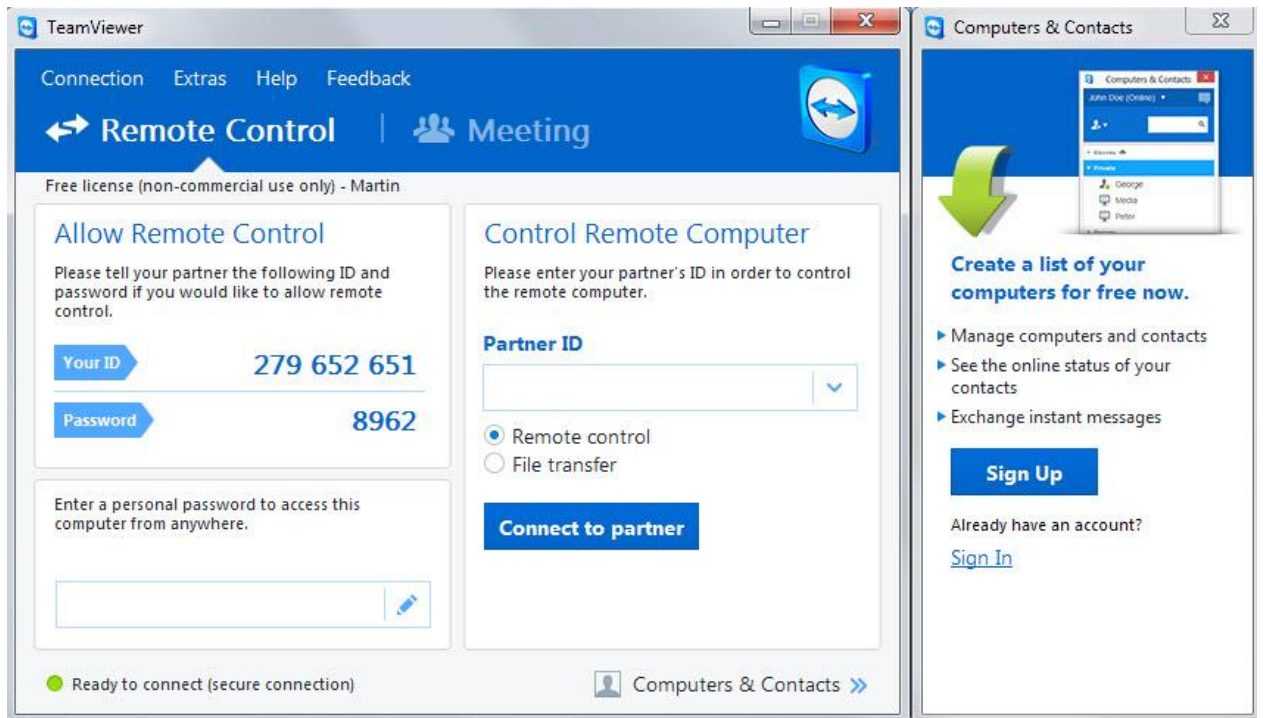 TeamViewer
Connection Extras Help Feedback
Remote Control
Meeting
Free license (non-commercial use only) - Martin
Allow Remote Control
Please tell your partner the following ID and
password if you would like to allow remote
control.
Your ID 279 652 651
Password 8962
Enter a personal password to access this
computer from anywhere.
Control Remote Computer
Please enter your partner's ID in order to control
the remote computer.
Partner ID
Remote control
File transfer
Connect to partner
Ready to connect (secure connection)
Computers & Contacts
Computers & Contacts
Computers & Contacts
John Doe (Online)
Private
George
Media
Peter
Create a list of your
computers for free now.
Manage computers and contacts
See the online status of your
contacts
Exchange instant messages
Sign Up
Already have an account?
Sign In